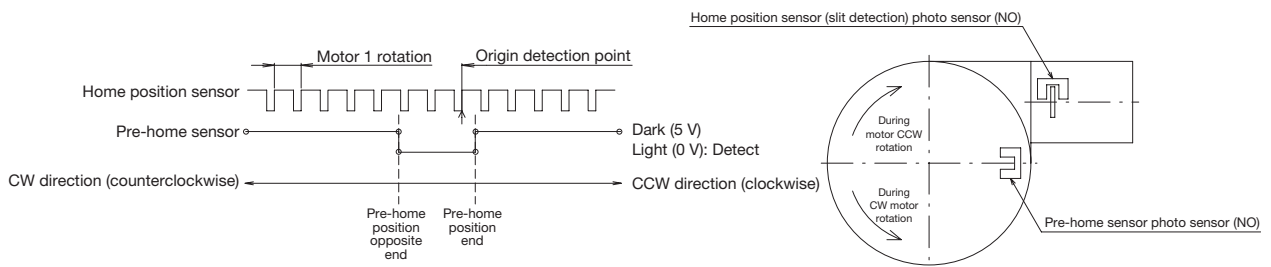 Motor 1 rotation
Origin detection point
Home position sensor
Pre-home sensor
Dark (5 V)
Light (0 V): Detect
CW direction (counterclockwise)
CCW direction (clockwise)
Pre-home
position
opposite
end
Pre-home
position
end
Home position sensor (slit detection) photo sensor (NO)
During
motor CCW
rotation
During
CW motor
rotation
Pre-home sensor photo sensor (NO)